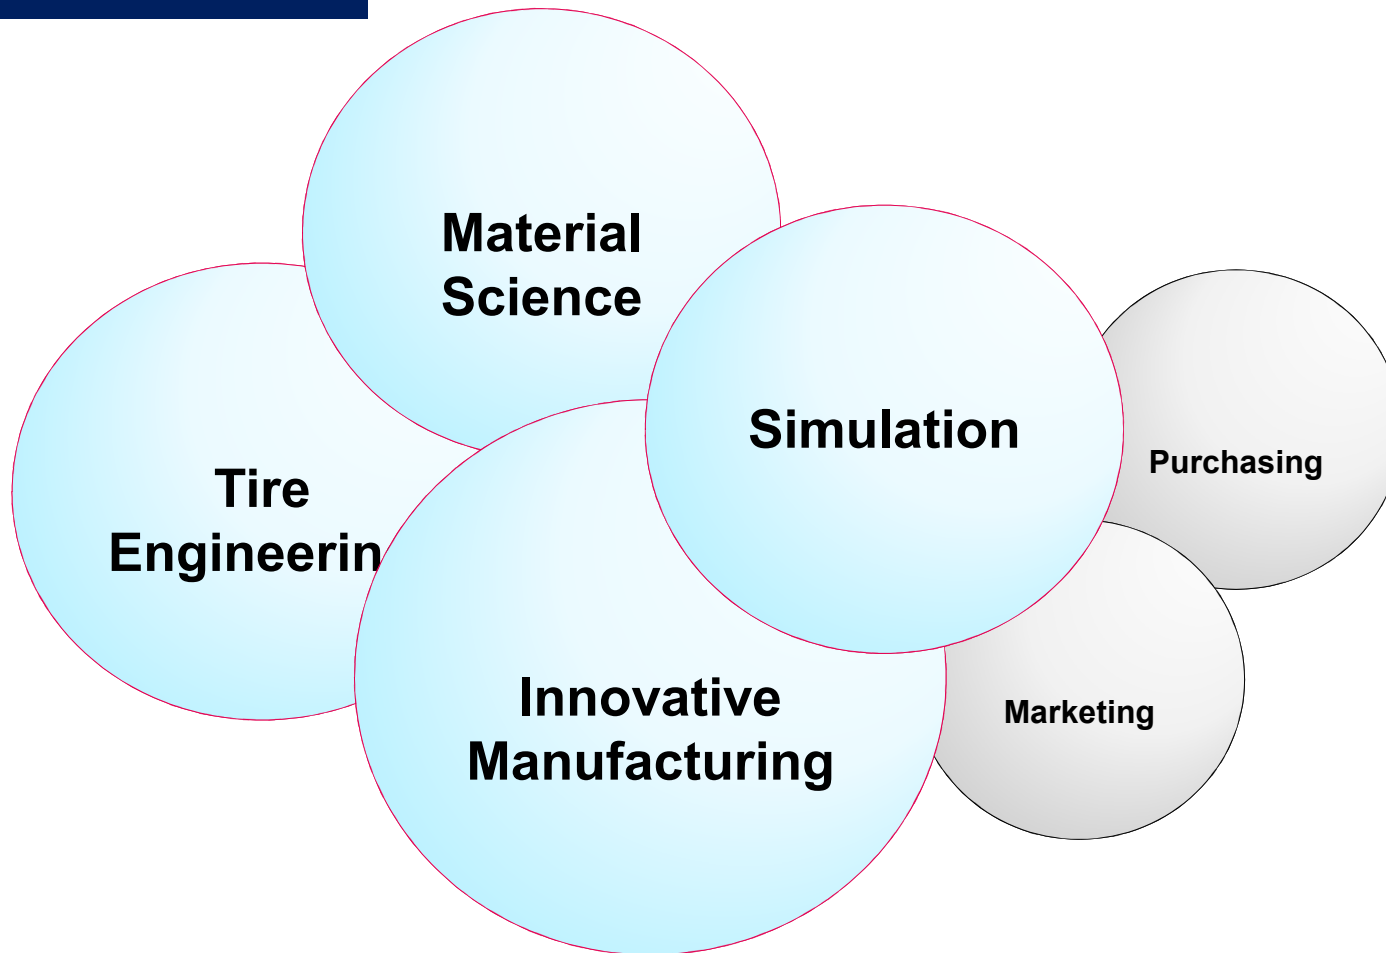 Material
Science
Simulation
Purchasing
Tire
Engineerin
Innovative
Manufacturing
Marketing